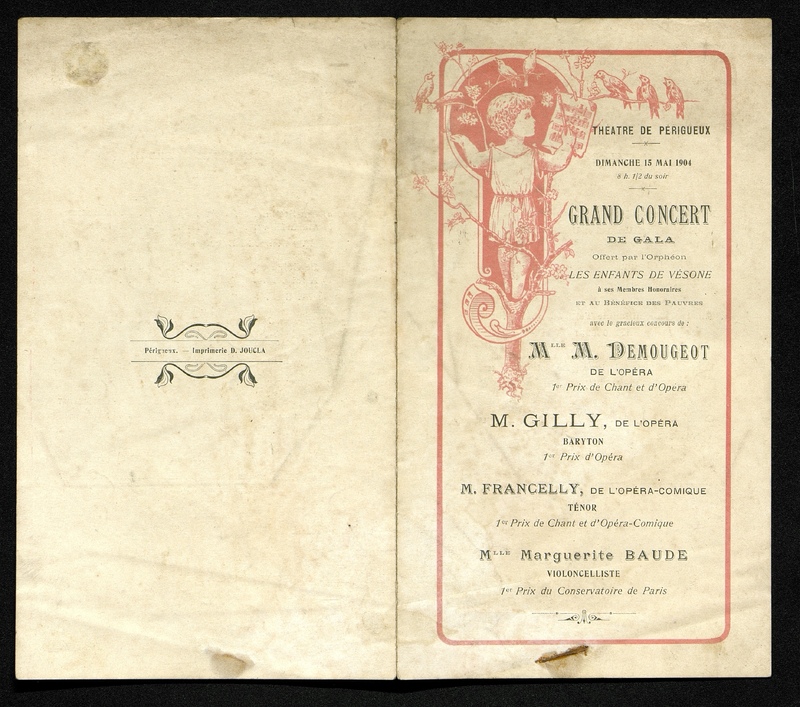 Périgueux. — Imprimerie D. JOUCLA
THÉATRE DE PÉRIGUEUX
DIMANCHE 15 MAI 1904
à h. 1/2 du soir
GRAND CONCERT
DE GALA
Offert par l'Orphéon
LES ENFANTS DE VÉSONE
à ses Membres Honoraires
ET AU BÉNÉFICE DES PAUVRES
avec le gracieux concours de :
MLLE M. DEMOUGEOT
DE L'OPÉRA
1er Prix de Chant et d'Opéra
M. GILLY, DE L'OPÉRA
BARYTON
1er Prix d'Opéra
M. FRANCELLY, DE L'OPÉRA-COMIQUE
TÉNOR
1er Prix de Chant et d'Opéra-Comique
MLLE Marguerite BAUDE
VIOLONCELLISTE
1er Prix du Conservatoire de Paris